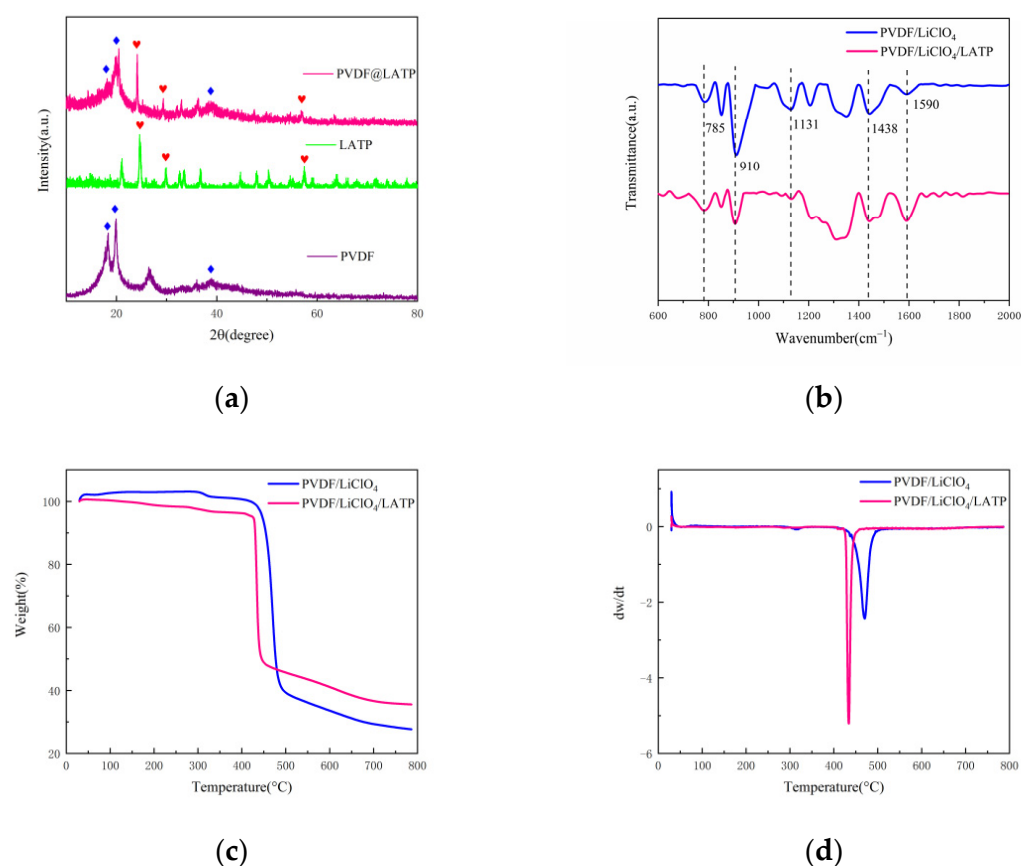 PVDF@LATP
LATP
PVDF
Intensity(a.u.)
20 40 60 80
2θ(degree)
(a)
PVDF/LiClO₄
PVDF/LiClO₄/LATP
785
910
1131
1438
1590
Transmittance(a.u.)
600 800 1000 1200 1400 1600 1800 2000
Wavenumber(cm⁻¹)
(b)
PVDF/LiClO₄
PVDF/LiClO₄/LATP
100
80
60
40
20
Weight(%)
0 100 200 300 400 500 600 700 800
Temperature(°C)
(c)
PVDF/LiClO₄
PVDF/LiClO₄/LATP
0
−2
−4
−6
dw/dt
0 100 200 300 400 500 600 700 800
Temperature(°C)
(d)